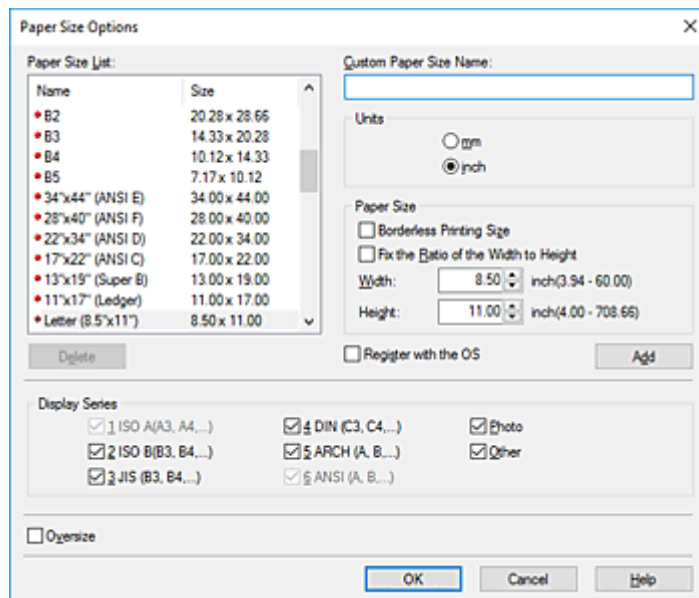 Paper Size Options
Paper Size List:
Name Size
B2 20.28 x 28.66
B3 14.33 x 20.28
B4 10.12 x 14.33
B5 7.17 x 10.12
34"x44" (ANSI E) 34.00 x 44.00
28"x40" (ANSI F) 28.00 x 40.00
22"x34" (ANSI D) 22.00 x 34.00
17"x22" (ANSI C) 17.00 x 22.00
13"x19" (Super B) 13.00 x 19.00
11"x17" (Ledger) 11.00 x 17.00
Letter (8.5"x11") 8.50 x 11.00
Delete
Custom Paper Size Name:
Units
mm
inch
Paper Size
Borderless Printing Size
Fix the Ratio of the Width to Height
Width: 8.50 inch(3.94 - 60.00)
Height: 11.00 inch(4.00 - 708.66)
Register with the OS Add
Display Series
1 ISO A(A3, A4,...) 4 DIN (C3, C4,...) Photo
2 ISO B(B3, B4,...) 5 ARCH (A, B,...) Other
3 JIS (B3, B4,...) 6 ANSI (A, B,...)
Oversize
OK Cancel Help